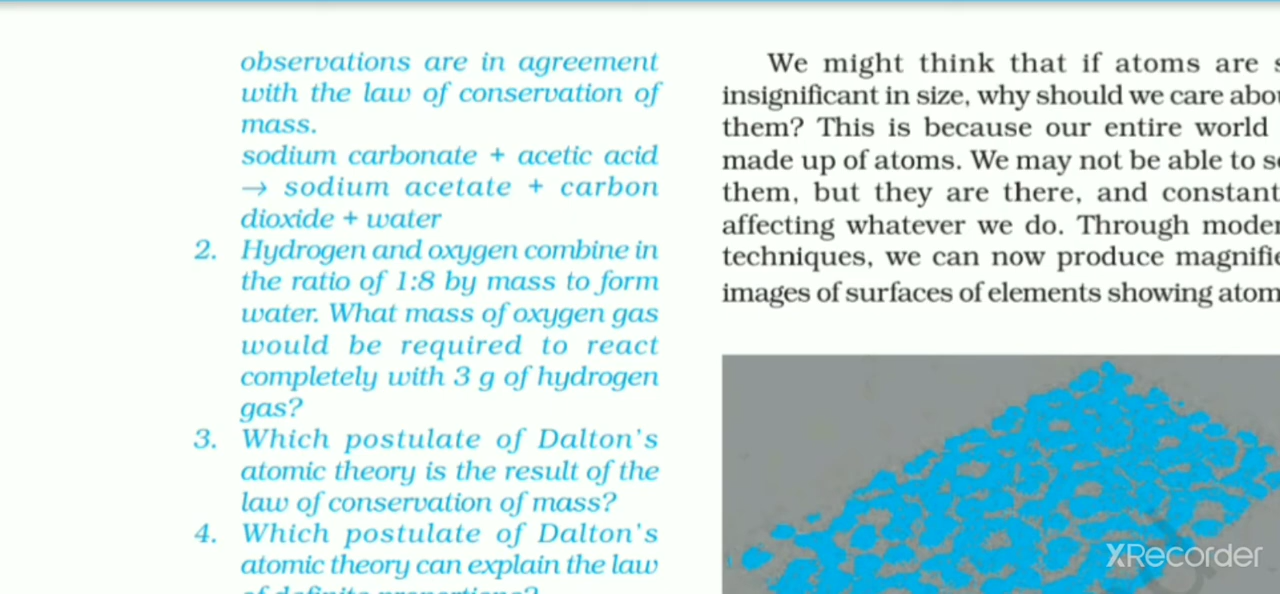 observations are in agreement
with the law of conservation of
mass.
sodium carbonate + acetic acid
→ sodium acetate + carbon
dioxide + water
2. Hydrogen and oxygen combine in
the ratio of 1:8 by mass to form
water. What mass of oxygen gas
would be required to react
completely with 3 g of hydrogen
gas?
3. Which postulate of Dalton's
atomic theory is the result of the
law of conservation of mass?
4. Which postulate of Dalton's
atomic theory can explain the law
of definite proportions?
We might think that if atoms are
insignificant in size, why should we care
them? This is because our entire world
made up of atoms. We may not be able to
them, but they are there, and
affecting whatever we do. Through
techniques, we can now produce
images of surfaces of elements showing
XRecorder